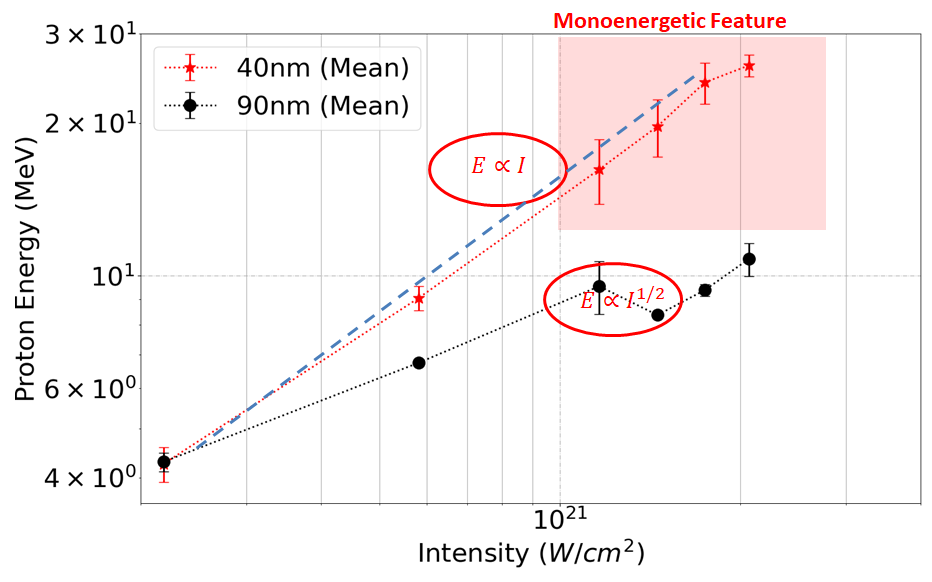 Monoenergetic Feature
3 × 10¹
40nm (Mean)
90nm (Mean)
2 × 10¹
E ∝ I
10¹
E ∝ I^{1/2}
6 × 10⁰
4 × 10⁰
Proton Energy (MeV)
10²¹
Intensity (W/cm²)